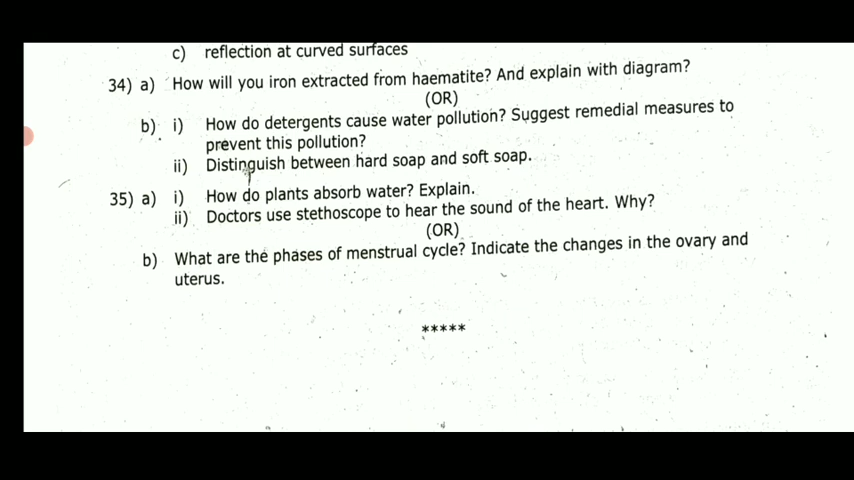 c) reflection at curved surfaces
34) a) How will you iron extracted from haematite? And explain with diagram?
(OR)
b) i) How do detergents cause water pollution? Suggest remedial measures to
prevent this pollution?
ii) Distinguish between hard soap and soft soap.
35) a) i) How do plants absorb water? Explain.
ii) Doctors use stethoscope to hear the sound of the heart. Why?
(OR)
b) What are the phases of menstrual cycle? Indicate the changes in the ovary and
uterus.
*****